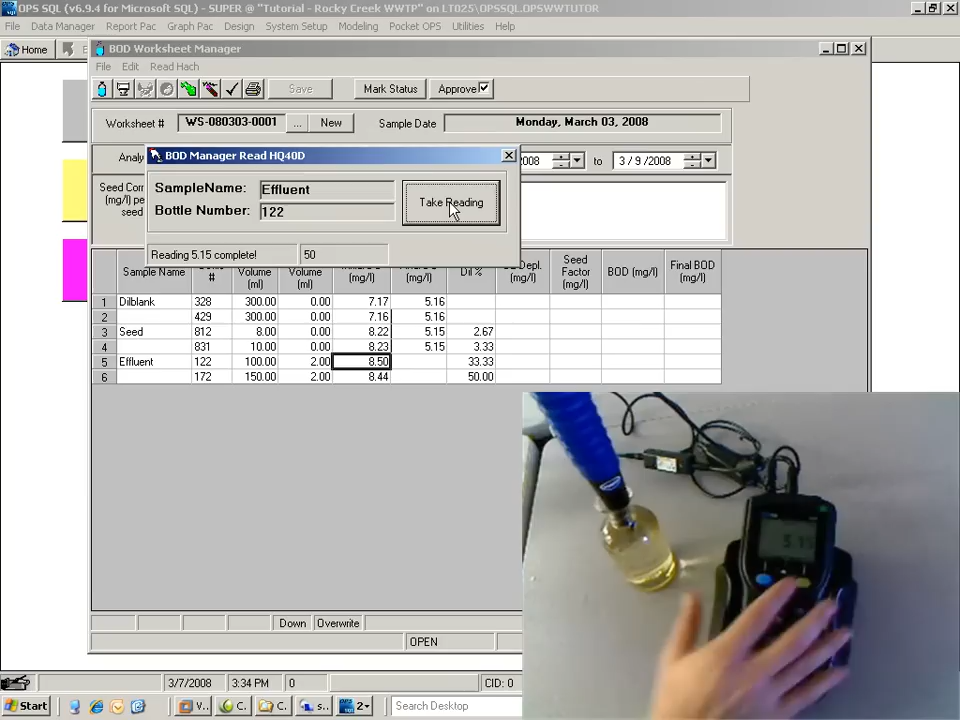 OPS SQL (v6.9.4 for Microsoft SQL) - SUPER @ "Tutorial - Rocky Creek WWTP" on LT025\OPSSQL.OPSWWTUTOR
File Data Manager Report Pac Graph Pac Design System Setup Modeling Pocket OPS Utilities Help
Home
BOD Worksheet Manager
File Edit Read Hach
Save Mark Status Approve
Worksheet # WS-080303-0001 ... New Sample Date Monday, March 03, 2008
BOD Manager Read HQ40D
2008 to 3 / 9 /2008
SampleName: Effluent
Bottle Number: 122
Take Reading
Reading 5.15 complete! 50
Sample Name # Volume (ml) Volume (ml) (mg/l) (mg/l) Dil % (mg/l) Seed Factor (mg/l) BOD (mg/l) Final BOD (mg/l)
1 Dilblank 328 300.00 0.00 7.17 5.16
2 429 300.00 0.00 7.16 5.16
3 Seed 812 8.00 0.00 8.22 5.15 2.67
4 831 10.00 0.00 8.23 5.15 3.33
5 Effluent 122 100.00 2.00 8.50 33.33
6 172 150.00 2.00 8.44 50.00
5.15
Down Overwrite
OPEN
3/7/2008 3:34 PM 0 CID: 0
Start V.. C. C. s.. 2 Search Desktop